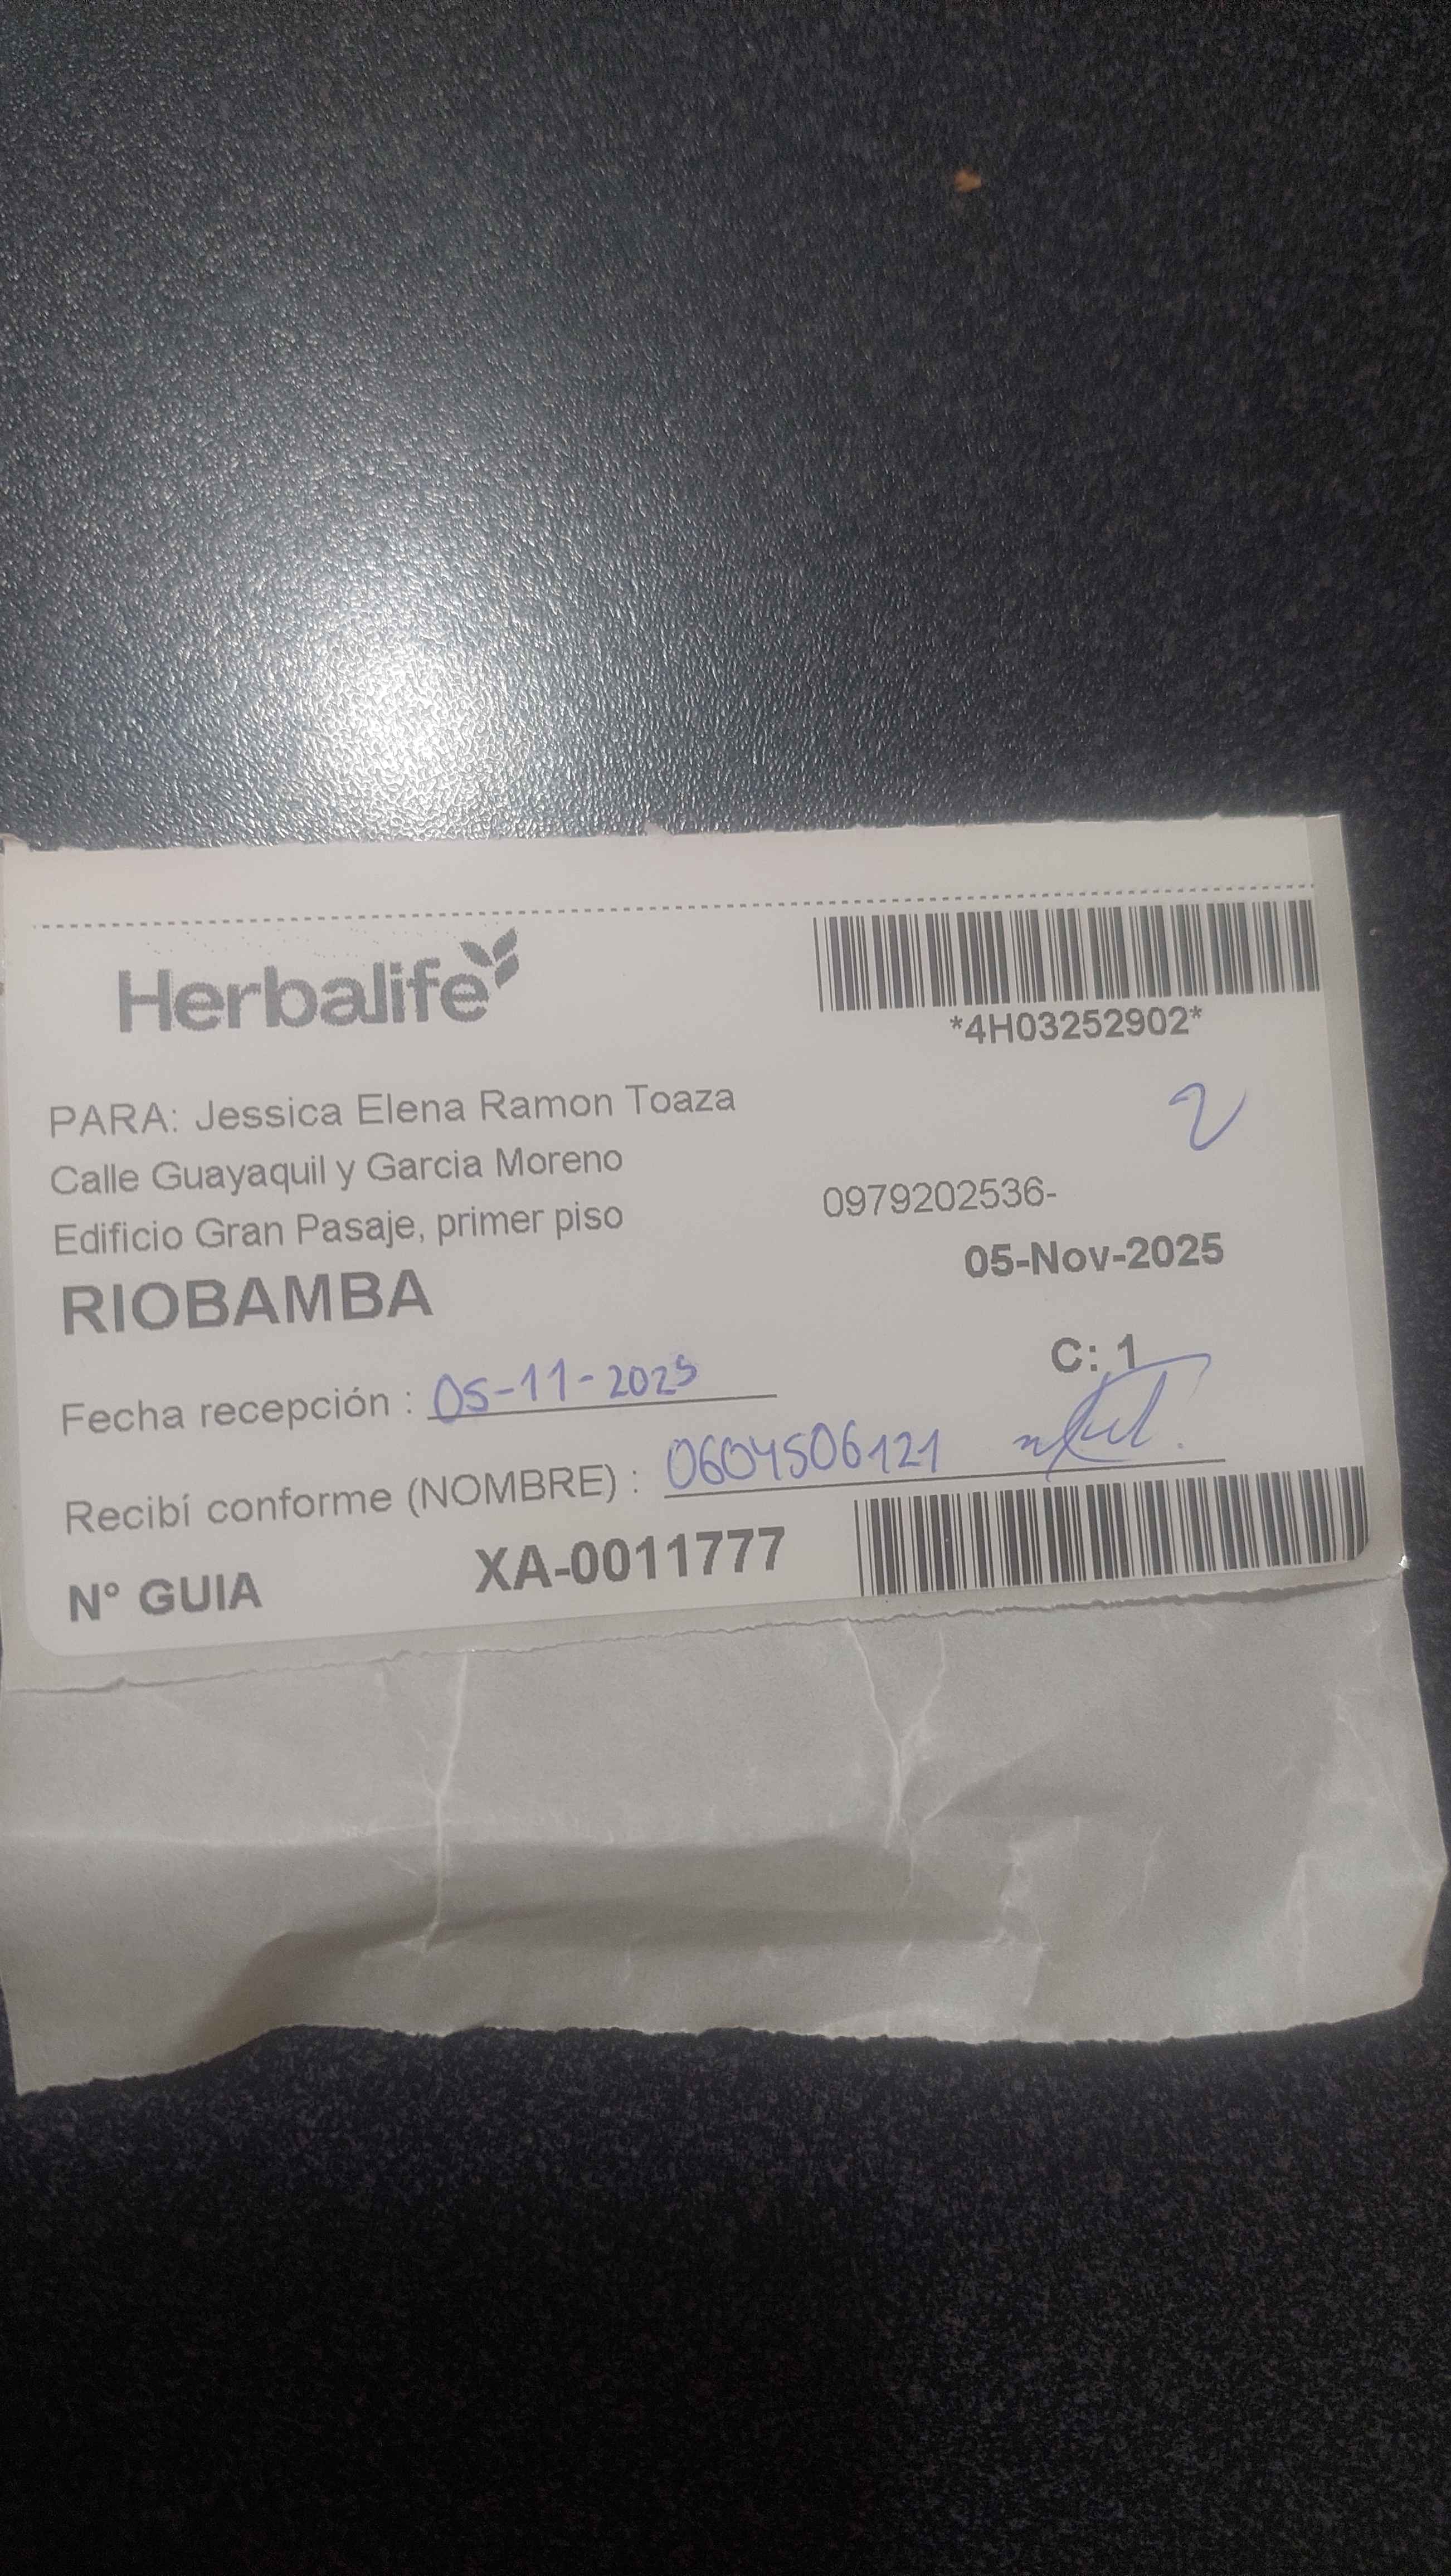 Herbalife
*4H03252902*
PARA: Jessica Elena Ramon Toaza
2
Calle Guayaquil y Garcia Moreno
Edificio Gran Pasaje, primer piso
0979202536-
RIOBAMBA
05-Nov-2025
C: 1
Fecha recepción : 05-11-2025
Recibí conforme (NOMBRE) : 0604506121
N° GUIA XA-0011777